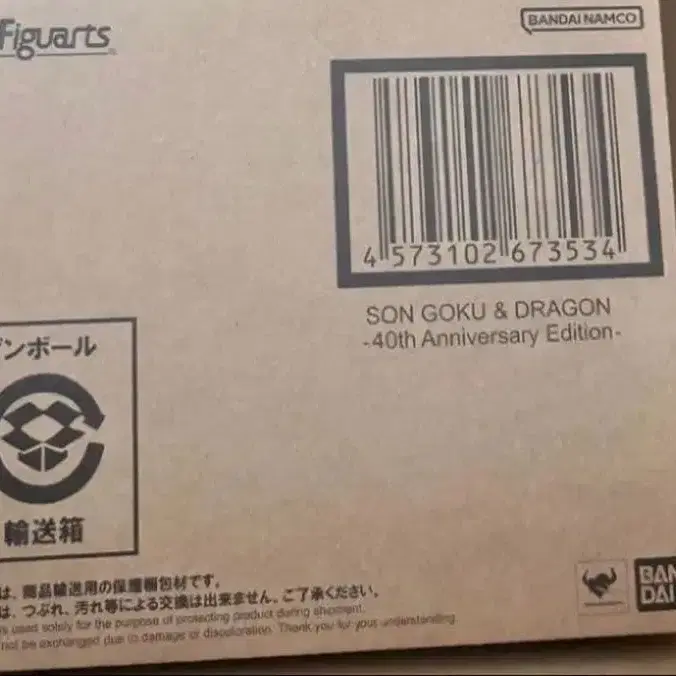 Figuarts
BANDAI NAMCO
4 573102 673534
SON GOKU & DRAGON
-40th Anniversary Edition-
ンボール
輸送箱
は、商品輸送用の保護梱包材です。
は、つぶれ、汚れ等による交換は出来ません。ご了承ください。
is used solely for the purpose of protecting product during shipment.
not be exchanged due to damage or discoloration. Thank you for your understanding.
BAN
DAI